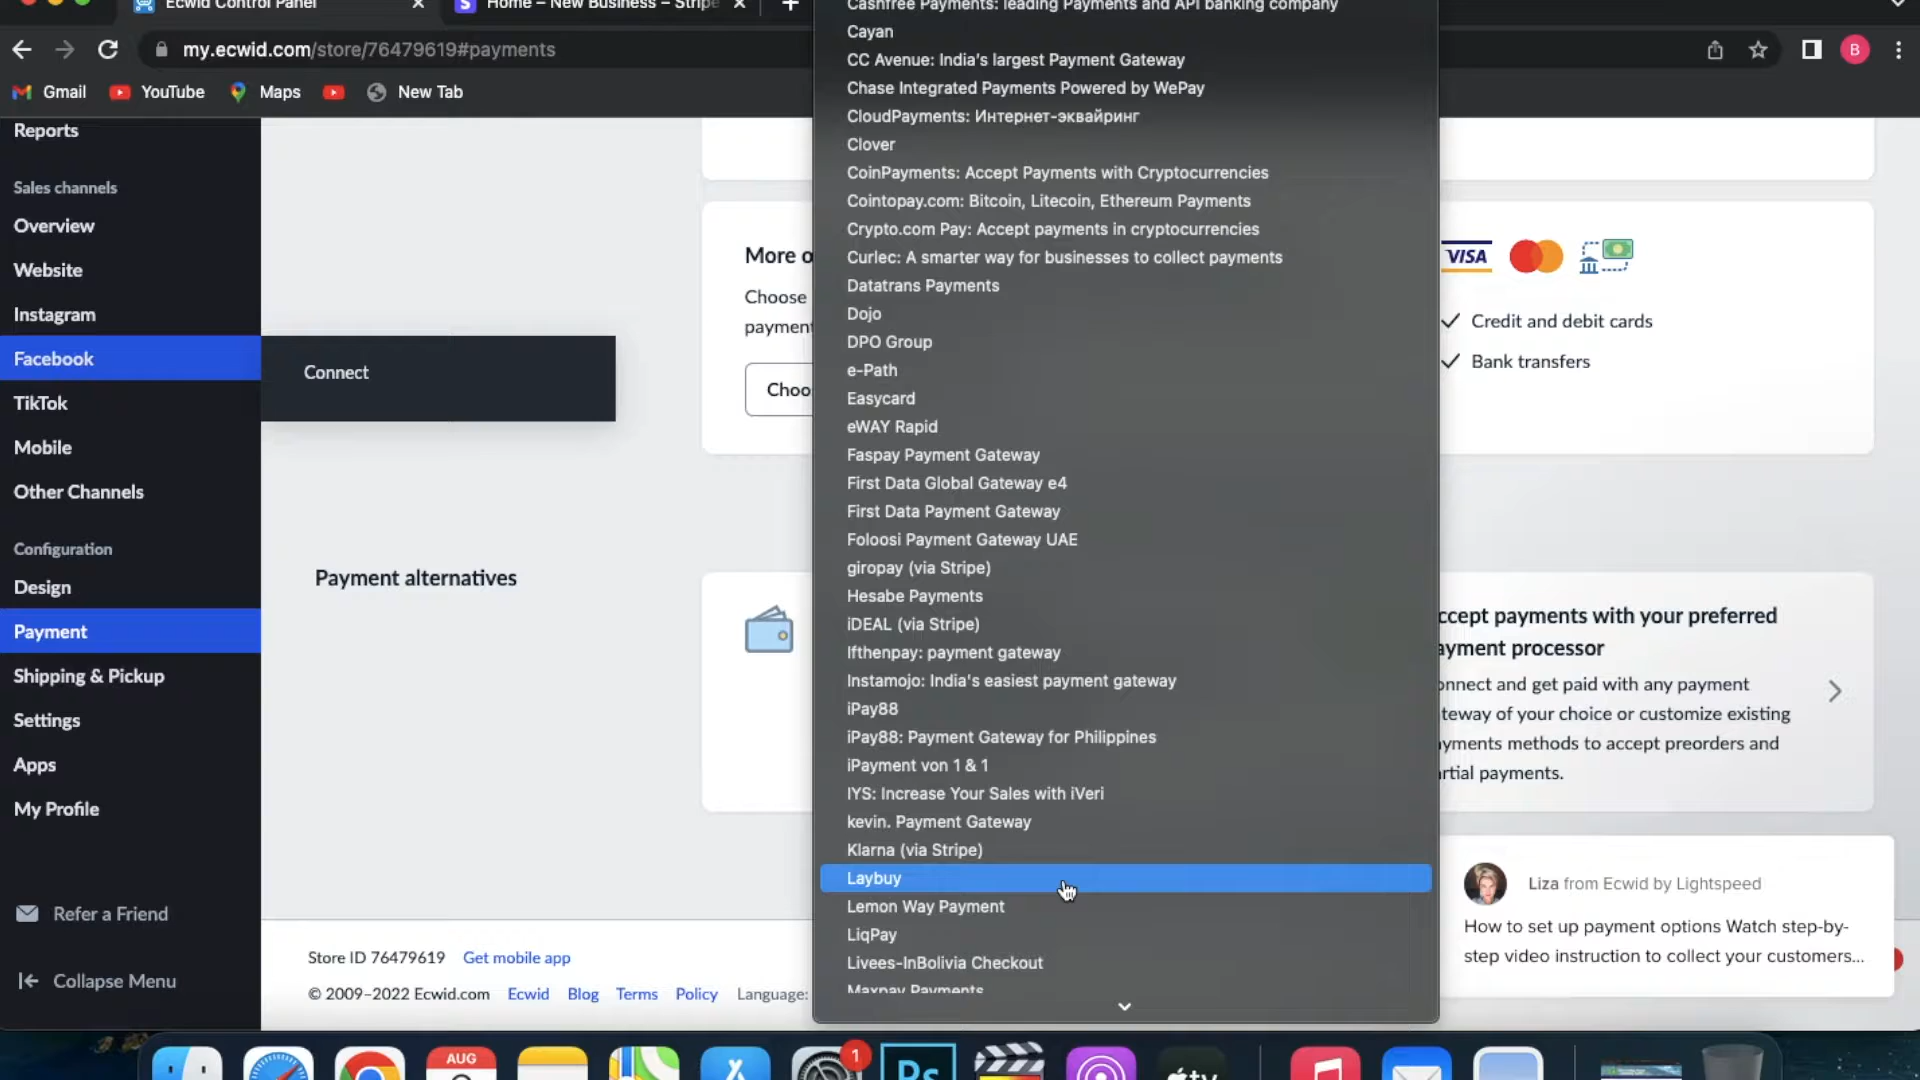 Ecwid Control Panel
Home – New Business – Stripe
my.ecwid.com/store/76479619#payments
B
Gmail
YouTube
Maps
New Tab
Reports
Sales channels
Overview
Website
Instagram
Facebook
TikTok
Mobile
Other Channels
Configuration
Design
Payment
Shipping & Pickup
Settings
Apps
My Profile
Refer a Friend
Collapse Menu
Connect
Payment alternatives
More
Choose
Cashfree Payments: leading Payments and API banking company
Cayan
CC Avenue: India's largest Payment Gateway
Chase Integrated Payments Powered by WePay
CloudPayments: Интернет-эквайринг
Clover
CoinPayments: Accept Payments with Cryptocurrencies
Cointopay.com: Bitcoin, Litecoin, Ethereum Payments
Crypto.com Pay: Accept payments in cryptocurrencies
Curlec: A smarter way for businesses to collect payments
Datatrans Payments
Dojo
DPO Group
e-Path
Easycard
eWAY Rapid
Faspay Payment Gateway
First Data Global Gateway e4
First Data Payment Gateway
Foloosi Payment Gateway UAE
giropay (via Stripe)
Hesabe Payments
iDEAL (via Stripe)
Ifthenpay: payment gateway
Instamojo: India's easiest payment gateway
iPay88
iPay88: Payment Gateway for Philippines
iPayment von 1 & 1
IYS: Increase Your Sales with iVeri
kevin. Payment Gateway
Klarna (via Stripe)
Laybuy
Lemon Way Payment
LiqPay
Livees-InBolivia Checkout
Maxpay Payments
VISA
Credit and debit cards
Bank transfers
ccept payments with your preferred
ayment processor
onnect and get paid with any payment
teway of your choice or customize existing
yments methods to accept preorders and
rtial payments.
Liza from Ecwid by Lightspeed
How to set up payment options Watch step-by-
step video instruction to collect your customers...
Store ID 76479619 Get mobile app
© 2009–2022 Ecwid.com Ecwid Blog Terms Policy Language:
AUG
1
Ps
tv